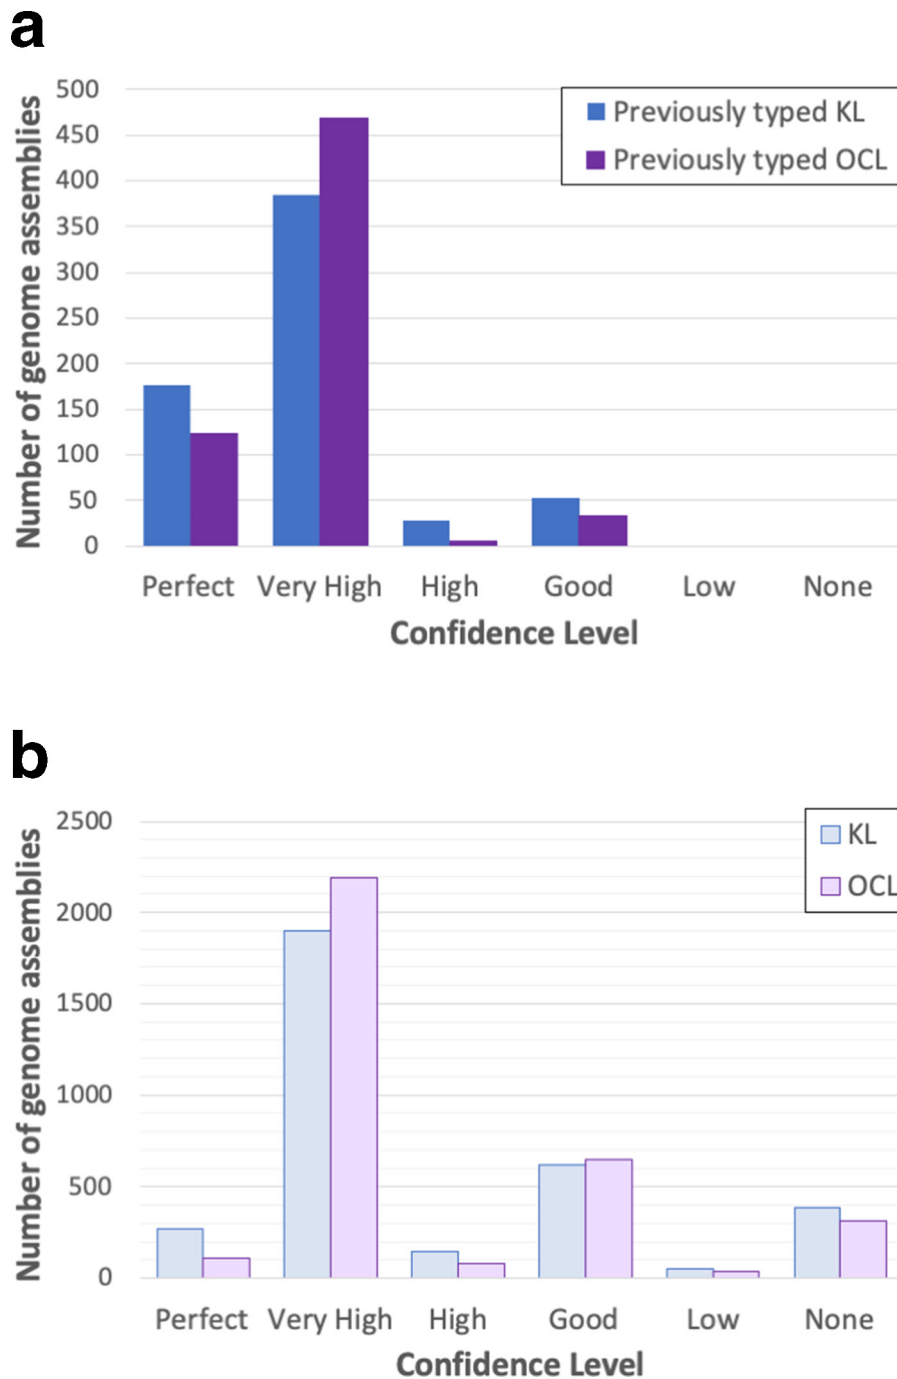 a
Number of genome assemblies
500
450
400
350
300
250
200
150
100
50
0
Previously typed KL
Previously typed OCL
Perfect Very High High Good Low None
Confidence Level
b
Number of genome assemblies
2500
2000
1500
1000
500
0
KL
OCL
Perfect Very High High Good Low None
Confidence Level